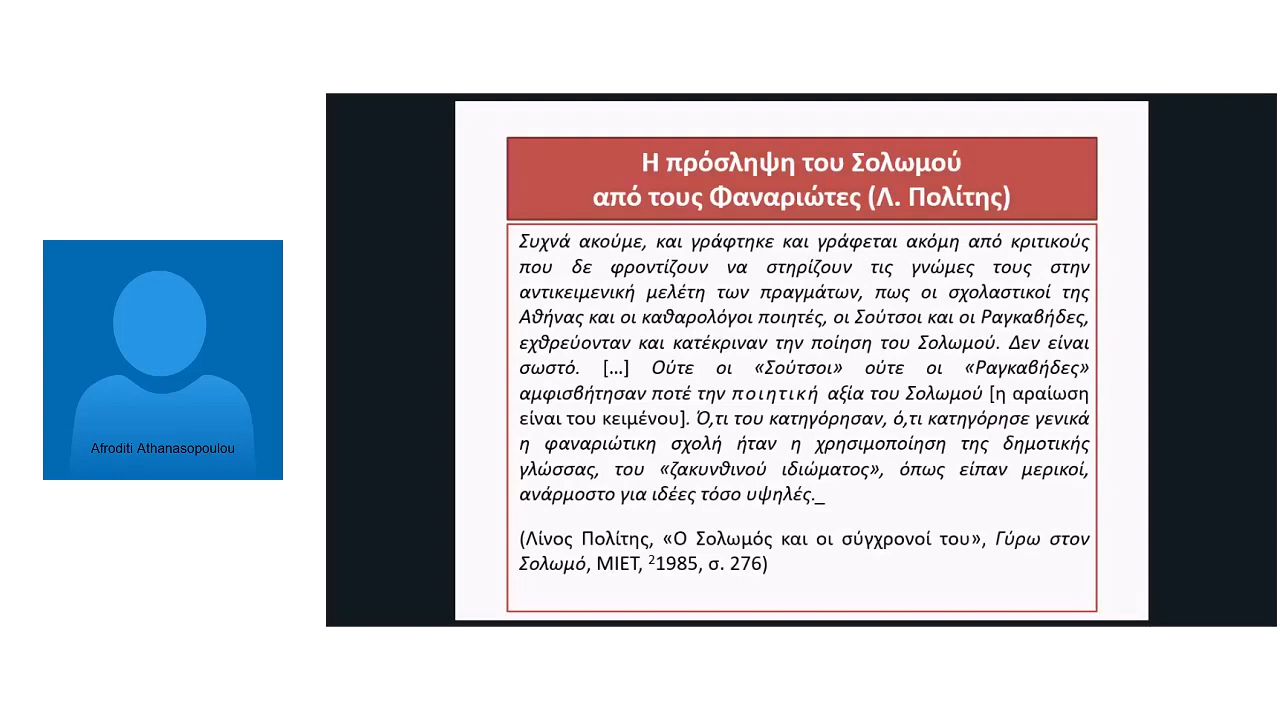 Η πρόσληψη του Σολωμού
από τους Φαναριώτες (Λ. Πολίτης)
Συχνά ακούμε, και γράφτηκε και γράφεται ακόμη από κριτικούς
που δε φροντίζουν να στηρίζουν τις γνώμες τους στην
αντικειμενική μελέτη των πραγμάτων, πως οι σχολαστικοί της
Αθήνας και οι καθαρολόγοι ποιητές, οι Σούτσοι και οι Ραγκαβήδες,
εχθρεύονταν και κατέκριναν την ποίηση του Σολωμού. Δεν είναι
σωστό. [...] Ούτε οι «Σούτσοι» ούτε οι «Ραγκαβήδες»
αμφισβήτησαν ποτέ την ποιητική αξία του Σολωμού [η αραίωση
είναι του κειμένου]. Ό,τι του κατηγόρησαν, ό,τι κατηγόρησε γενικά
η φαναριώτικη σχολή ήταν η χρησιμοποίηση της δημοτικής
γλώσσας, του «ζακυνθινού ιδιώματος», όπως είπαν μερικοί,
ανάρμοστο για ιδέες τόσο υψηλές._
(Λίνος Πολίτης, «Ο Σολωμός και οι σύγχρονοί του», Γύρω στον
Σολωμό, ΜΙΕΤ, ²1985, σ. 276)
Afroditi Athanasopoulou